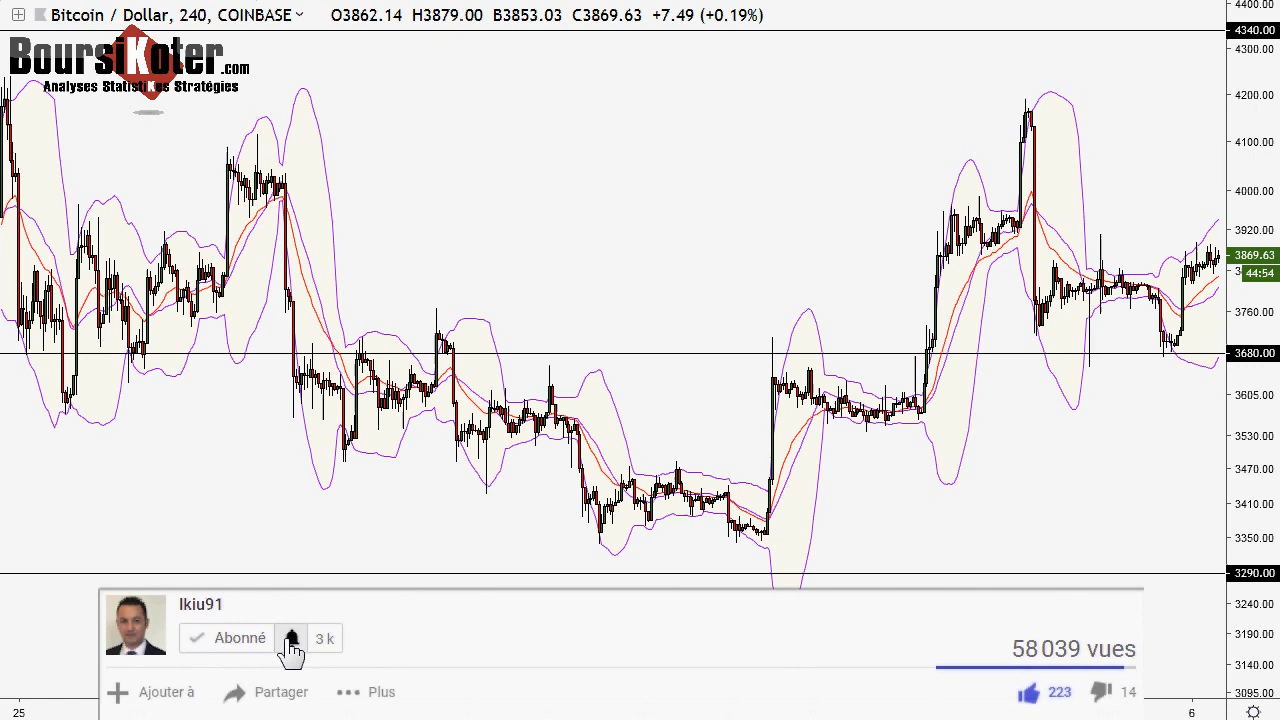 Bitcoin / Dollar, 240, COINBASE
O3862.14 H3879.00 B3853.03 C3869.63 +7.49 (+0.19%)
BoursiKoter.com
Analyses StatistiKes Stratégies
4400.00
4340.00
4300.00
4200.00
4100.00
4000.00
3920.00
3869.63
44:54
3760.00
3680.00
3605.00
3530.00
3470.00
3410.00
3350.00
3290.00
3240.00
3190.00
3140.00
3095.00
Ikiu91
Abonné 3 k
58 039 vues
Ajouter à Partager Plus
223 14
25 6